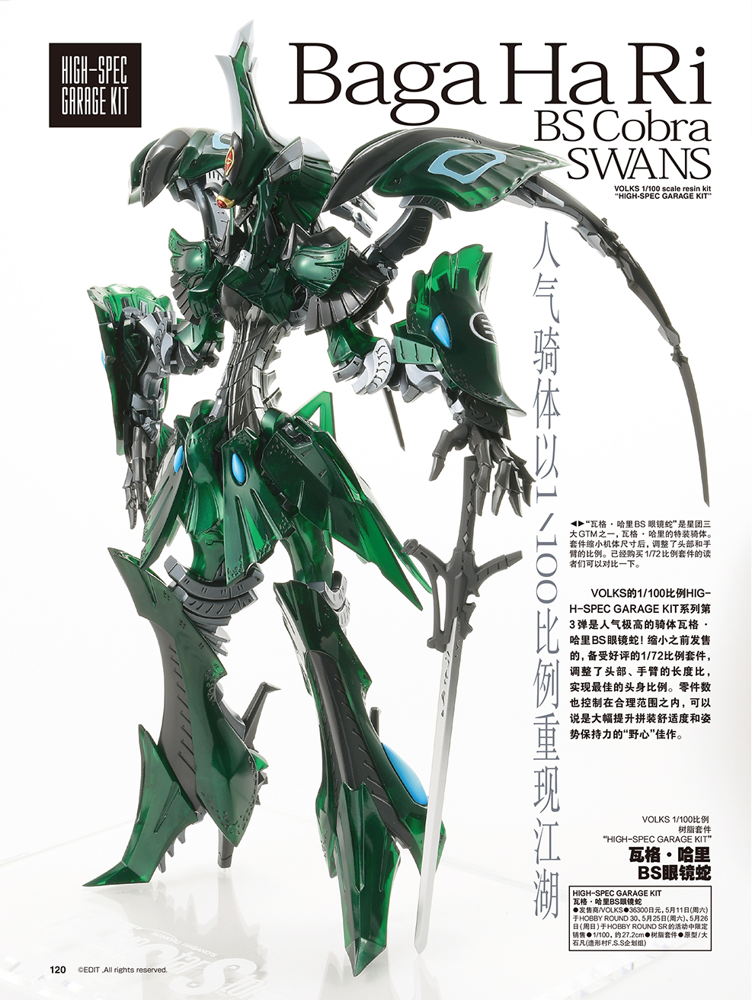 HIGH-SPEC
GARAGE KIT
Baga Ha Ri
BS Cobra
SWANS
VOLKS 1/100 scale resin kit
"HIGH-SPEC GARAGE KIT"
人气骑体以1/100比例重现江湖
◀▶“瓦格・哈里BS 眼镜蛇”是星团三
大GTM之一，瓦格・哈里的特装骑体。
套件缩小机体尺寸后，调整了头部和手
臂的比例。已经购买1/72比例套件的读
者们可以对比一下。
VOLKS的1/100比例HIG-
H-SPEC GARAGE KIT系列第
3弹是人气极高的骑体瓦格・
哈里BS眼镜蛇！缩小之前发售
的，备受好评的1/72比例套件，
调整了头部、手臂的长度比，
实现最佳的头身比例。零件数
也控制在合理范围之内，可以
说是大幅提升拼装舒适度和姿
势保持力的“野心”佳作。
VOLKS 1/100比例
树脂套件
“HIGH-SPEC GARAGE KIT”
瓦格・哈里
BS眼镜蛇
HIGH-SPEC GARAGE KIT
瓦格・哈里BS眼镜蛇
●发售商/VOLKS●36300日元，5月11日(周六)
于HOBBY ROUND 30、5月25日(周六)、5月26
日(周日)于HOBBY ROUND SR的活动中限定
销售●1/100，约27.2cm●树脂套件●原型/大
石凡(造形村F.S.S企划组)
120 ©EDIT ,All rights reserved.